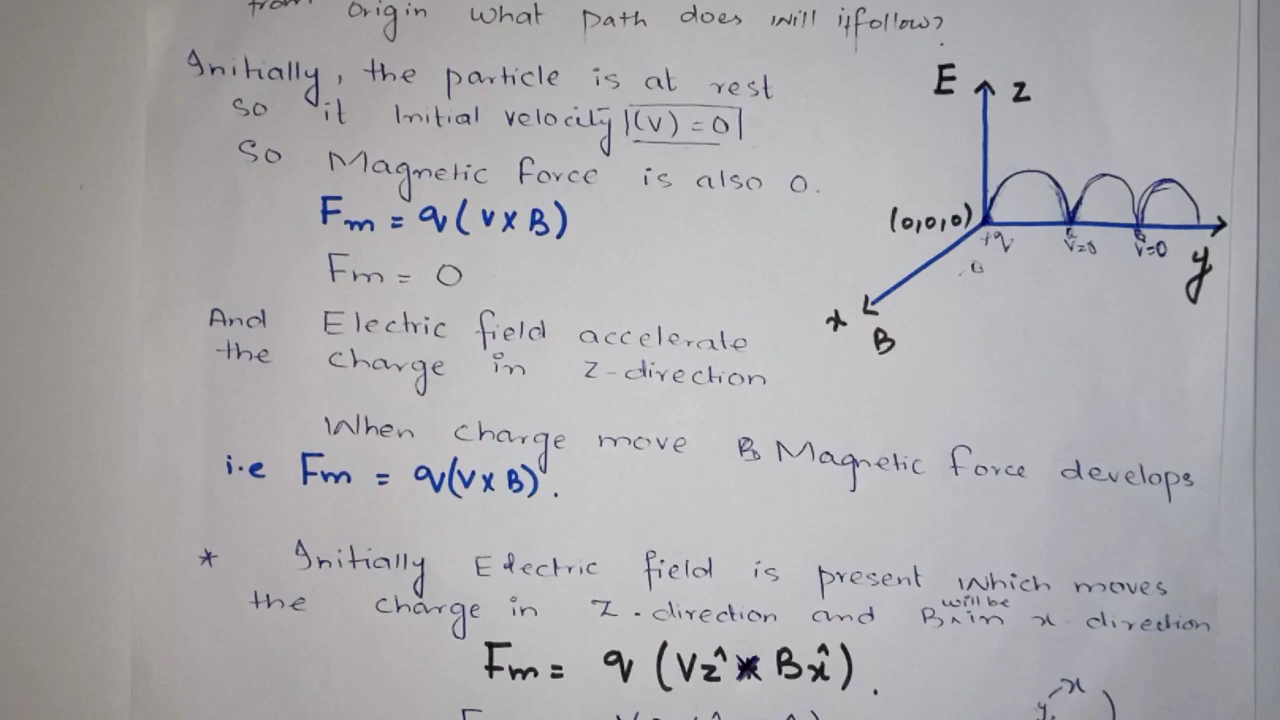 from origin what path does will it follow?
Initially, the particle is at rest
so it Initial velocity |(v) = 0|
So Magnetic force is also 0.
Fm = q(v×B)
Fm = 0
And Electric field accelerate
the charge in z-direction
When charge move B Magnetic force develops
i.e Fm = q(v×B).
* Initially Electric field is present which moves
the charge in z-direction and B will be in x-direction
Fm = q (Vẑ × Bx̂).
E z
(0,0,0)
+q
0
v=0 v=0
y
x
B
x
y